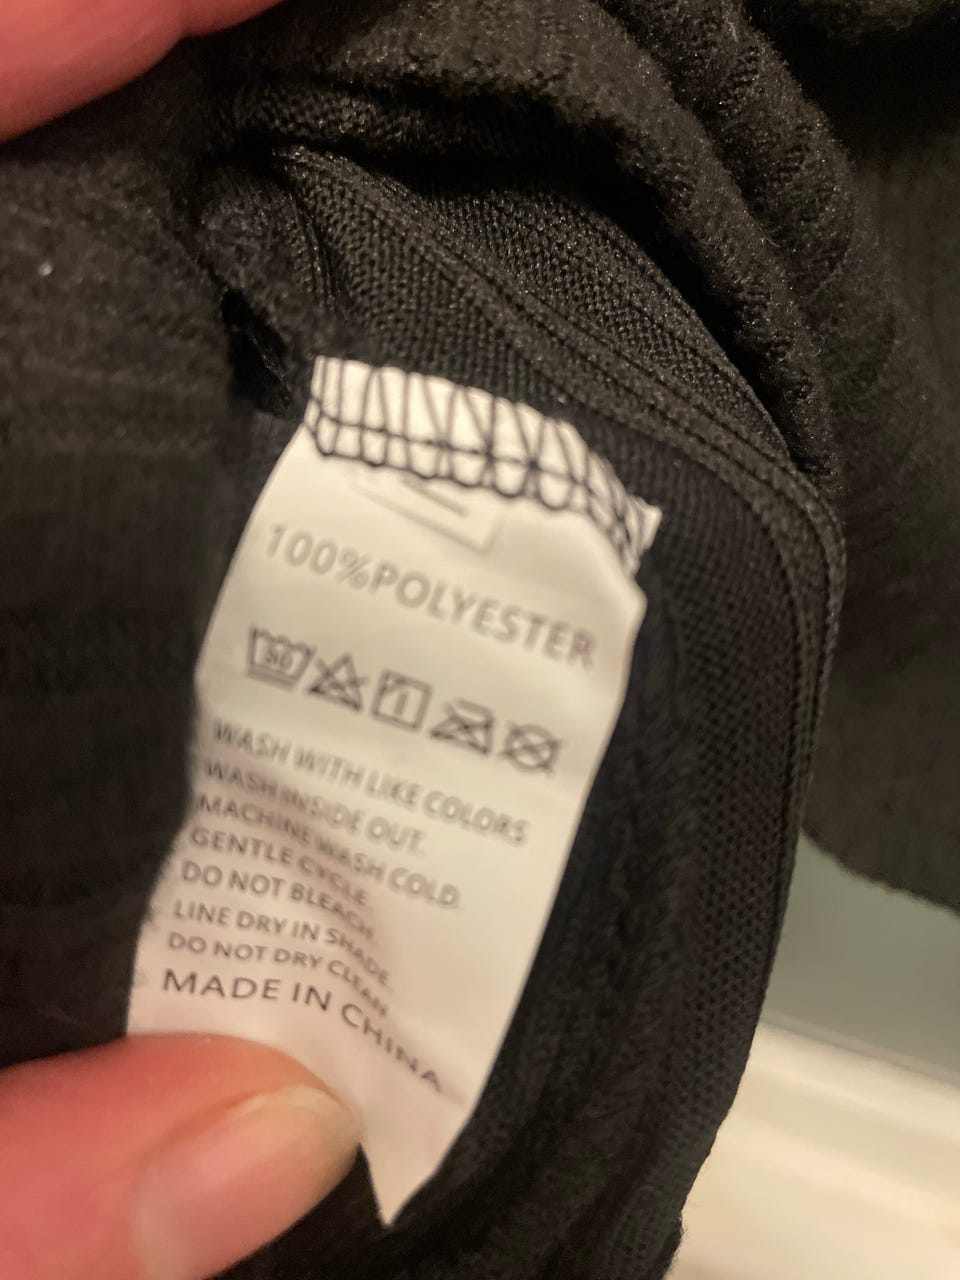 100%POLYESTER
30
WASH WITH LIKE COLORS
WASH INSIDE OUT.
MACHINE WASH COLD.
GENTLE CYCLE.
DO NOT BLEACH.
LINE DRY IN SHADE.
DO NOT DRY CLEAN
MADE IN CHINA